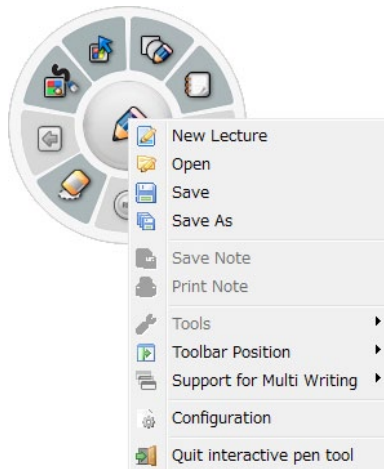 New Lecture
Open
Save
Save As
Save Note
Print Note
Tools
Toolbar Position
Support for Multi Writing
Configuration
Quit interactive pen tool